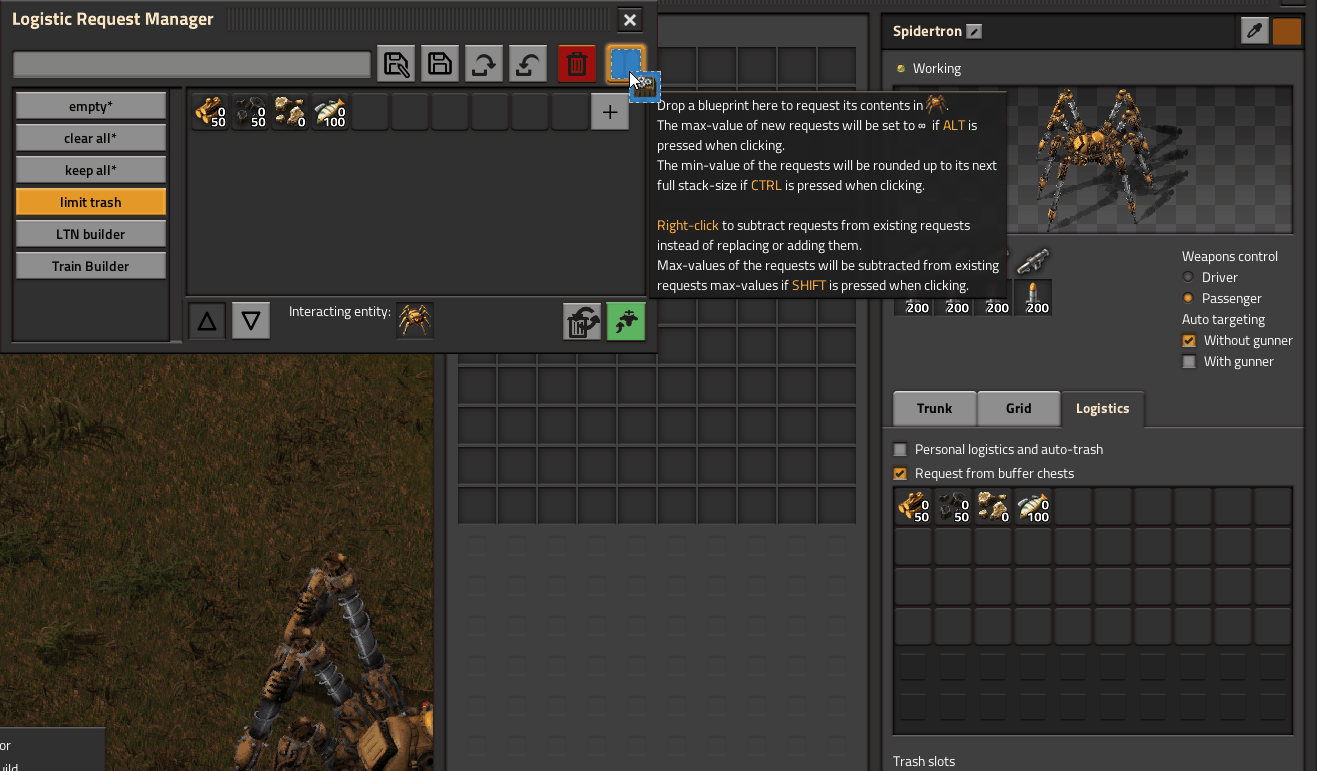 Logistic Request Manager
empty*
clear all*
keep all*
limit trash
LTN builder
Train Builder
0
50
0
50
0
0
100
Interacting entity:
Drop a blueprint here to request its contents in .
The max-value of new requests will be set to ∞ if ALT is
pressed when clicking.
The min-value of the requests will be rounded up to its next
full stack-size if CTRL is pressed when clicking.
Right-click to subtract requests from existing requests
instead of replacing or adding them.
Max-values of the requests will be subtracted from existing
requests max-values if SHIFT is pressed when clicking.
Spidertron
Working
200 200 200 200
Weapons control
Driver
Passenger
Auto targeting
Without gunner
With gunner
Trunk Grid Logistics
Personal logistics and auto-trash
Request from buffer chests
0
50
0
50
0
0
100
Trash slots
or
uild